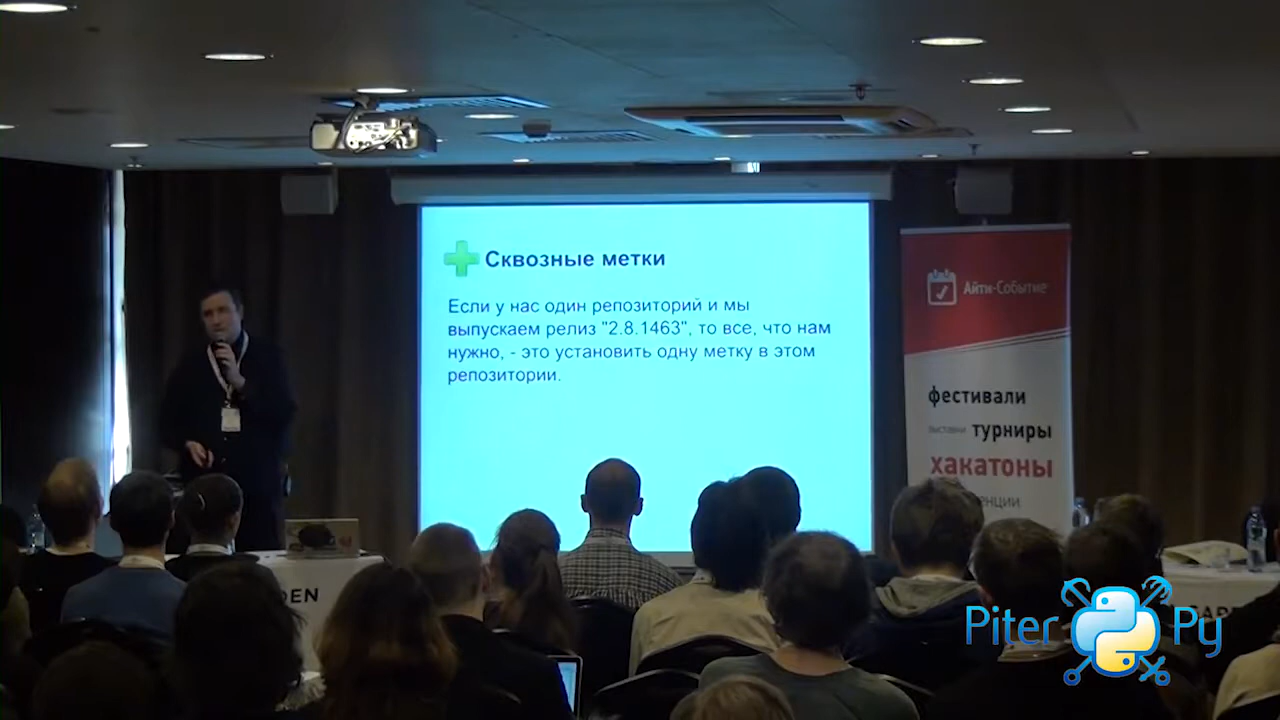 Сквозные метки
Если у нас один репозиторий и мы
выпускаем релиз "2.8.1463", то все, что нам
нужно, - это установить одну метку в этом
репозитории.
Айти-Событие
фестивали
выставки турниры
хакатоны
Piter Py